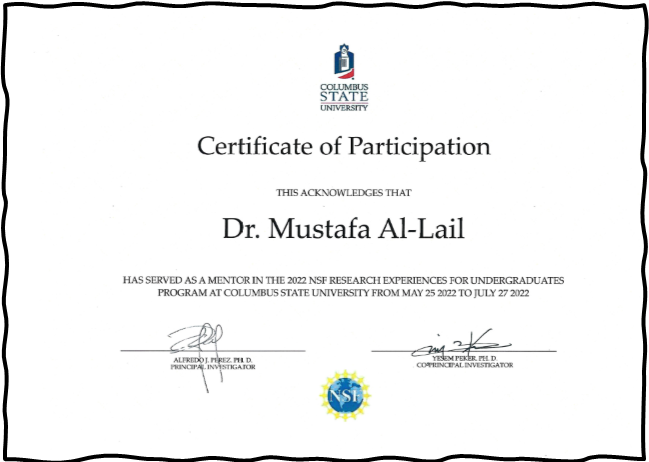 COLUMBUS
STATE
UNIVERSITY
Certificate of Participation
THIS ACKNOWLEDGES THAT
Dr. Mustafa Al-Lail
HAS SERVED AS A MENTOR IN THE 2022 NSF RESEARCH EXPERIENCES FOR UNDERGRADUATES
PROGRAM AT COLUMBUS STATE UNIVERSITY FROM MAY 25 2022 TO JULY 27 2022
ALFREDO J. PEREZ, PH. D.
PRINCIPAL INVESTIGATOR
YESEM PEKER, PH. D.
CO-PRINCIPAL INVESTIGATOR
NSF